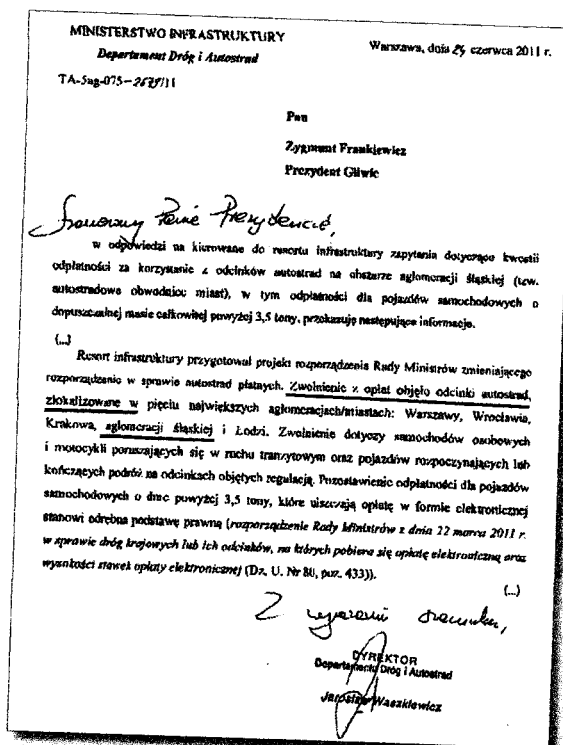 MINISTERSTWO INFRASTRUKTURY
Departament Dróg i Autostrad
Warszawa, dnia 24 czerwca 2011 r.
TA-5ag-075-2679/11
Pan
Zygmunt Frankiewicz
Prezydent Gliwic
Szanowny Panie Prezydencie,
w odpowiedzi na kierowane do resortu infrastruktury zapytania dotyczące kwestii
odpłatności za korzystanie z odcinków autostrad na obszarze aglomeracji śląskiej (tzw.
autostradowe obwodnice miast), w tym odpłatności dla pojazdów samochodowych o
dopuszczalnej masie całkowitej powyżej 3,5 tony, przekazuję następujące informacje.
(...)
Resort infrastruktury przygotował projekt rozporządzenia Rady Ministrów zmieniającego
rozporządzenie w sprawie autostrad płatnych. Zwolnienie z opłat objęło odcinki autostrad,
zlokalizowane w pięciu największych aglomeracjach/miastach: Warszawy, Wrocławia,
Krakowa, aglomeracji śląskiej i Łodzi. Zwolnienie dotyczy samochodów osobowych
i motocykli poruszających się w ruchu tranzytowym oraz pojazdów rozpoczynających lub
kończących podróż na odcinkach objętych regulacją. Pozostawienie odpłatności dla pojazdów
samochodowych o dmc powyżej 3,5 tony, które uiszczają opłatę w formie elektronicznej
stanowi odrębna podstawę prawną (rozporządzenie Rady Ministrów z dnia 22 marca 2011 r.
w sprawie dróg krajowych lub ich odcinków, na których pobiera się opłatę elektroniczną oraz
wysokości stawek opłaty elektronicznej (Dz. U. Nr 80, poz. 433)).
(...)
Z wyrazami szacunku,
DYREKTOR
Departamentu Dróg i Autostrad
Jarosław Waszkiewicz